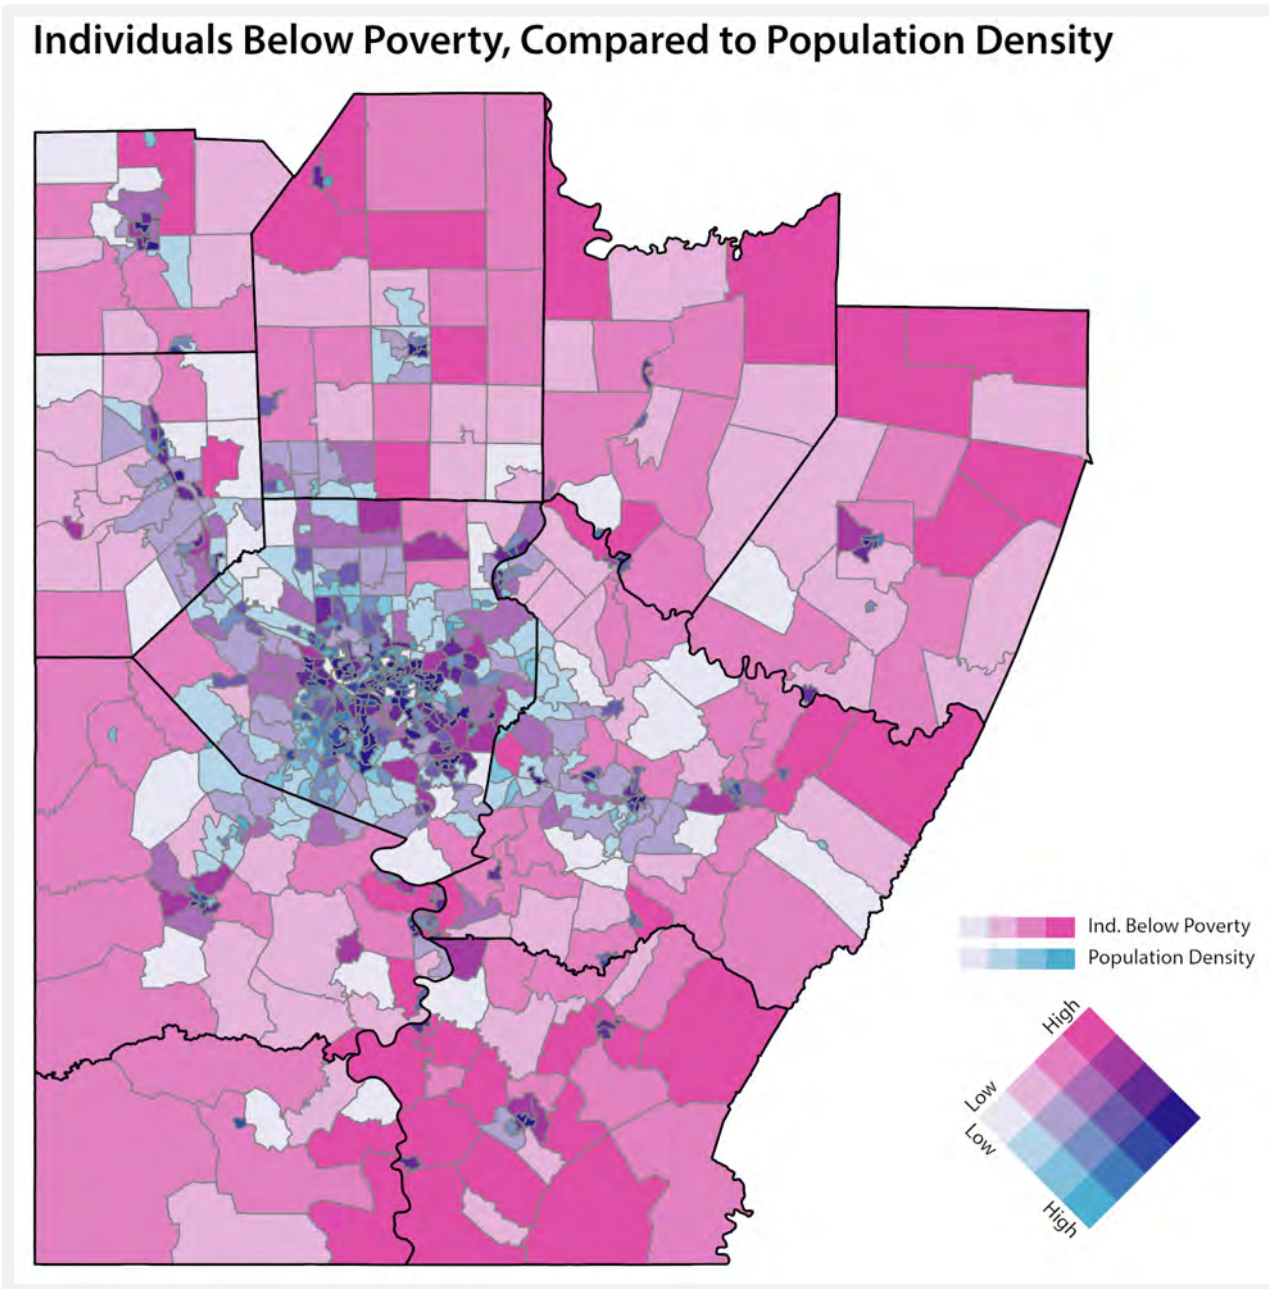 Individuals Below Poverty, Compared to Population Density
Ind. Below Poverty
Population Density
High
Low
Low
High